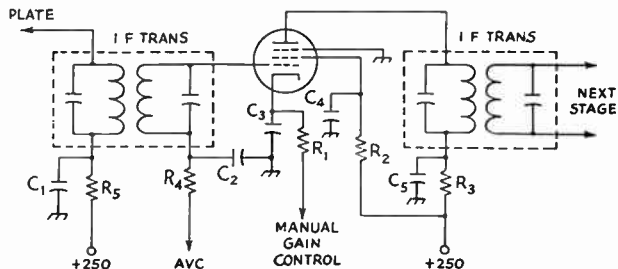 PLATE
I F TRANS
I F TRANS
NEXT
STAGE
C3
C4
C1
R5
R4
C2
R1
R2
C5
R3
+250
AVC
MANUAL
GAIN
CONTROL
+250